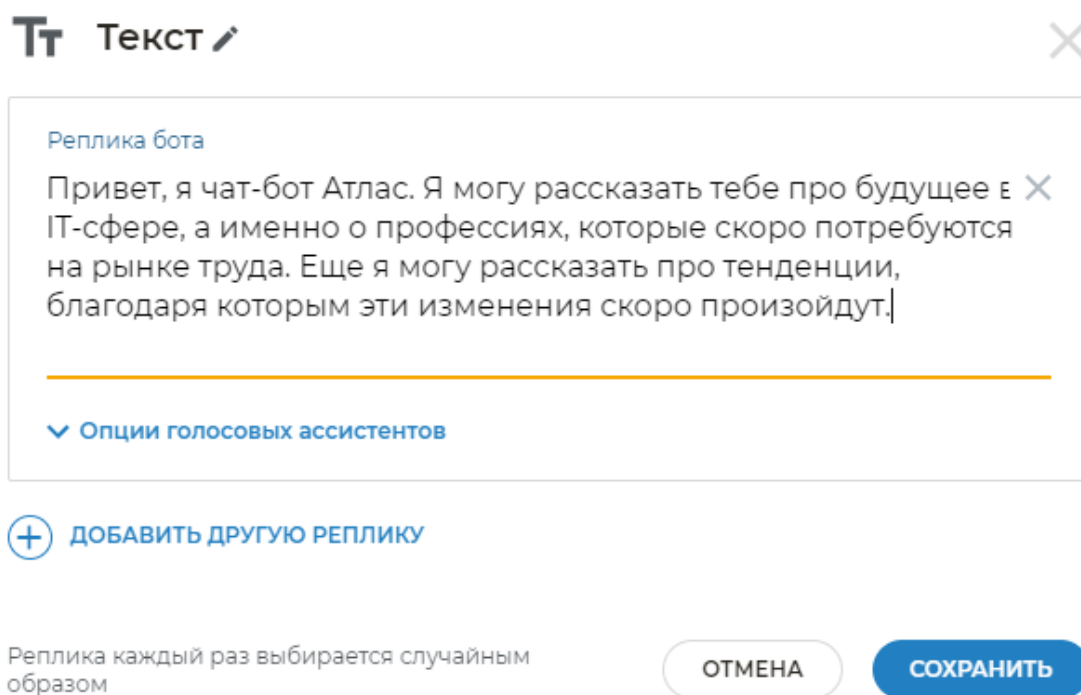 Тт Текст
Реплика бота
Привет, я чат-бот Атлас. Я могу рассказать тебе про будущее в
IT-сфере, а именно о профессиях, которые скоро потребуются
на рынке труда. Еще я могу рассказать про тенденции,
благодаря которым эти изменения скоро произойдут.
Опции голосовых ассистентов
ДОБАВИТЬ ДРУГУЮ РЕПЛИКУ
Реплика каждый раз выбирается случайным
образом
ОТМЕНА
СОХРАНИТЬ